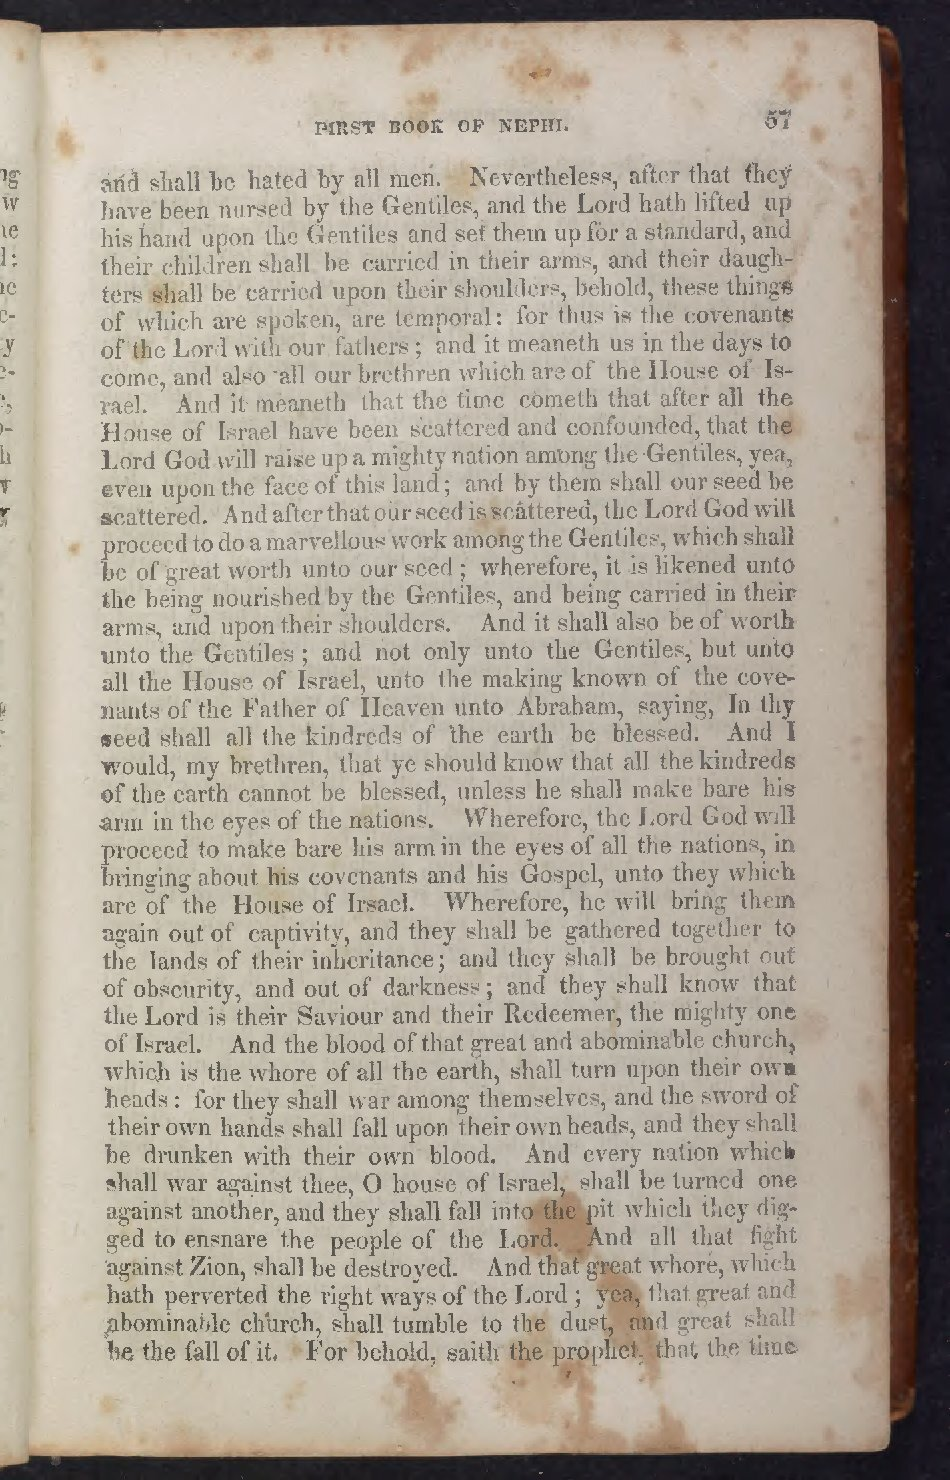 FIRST BOOK OF NEPHI. 57
and shall be hated by all men. Nevertheless, after that they
have been nursed by the Gentiles, and the Lord hath lifted up
his hand upon the Gentiles and set them up for a standard, and
their children shall be carried in their arms, and their daugh-
ters shall be carried upon their shoulders, behold, these things
of which are spoken, are temporal: for thus is the covenants
of the Lord with our fathers; and it meaneth us in the days to
come, and also all our brethren which are of the House of Is-
rael. And it meaneth that the time cometh that after all the
House of Israel have been scattered and confounded, that the
Lord God will raise up a mighty nation among the Gentiles, yea,
even upon the face of this land; and by them shall our seed be
scattered. And after that our seed is scattered, the Lord God will
proceed to do a marvellous work among the Gentiles, which shall
be of great worth unto our seed; wherefore, it is likened unto
the being nourished by the Gentiles, and being carried in their
arms, and upon their shoulders. And it shall also be of worth
unto the Gentiles; and not only unto the Gentiles, but unto
all the House of Israel, unto the making known of the cove-
nants of the Father of Heaven unto Abraham, saying, In thy
seed shall all the kindreds of the earth be blessed. And I
would, my brethren, that ye should know that all the kindreds
of the earth cannot be blessed, unless he shall make bare his
arm in the eyes of the nations. Wherefore, the Lord God will
proceed to make bare his arm in the eyes of all the nations, in
bringing about his covenants and his Gospel, unto they which
are of the House of Irsael. Wherefore, he will bring them
again out of captivity, and they shall be gathered together to
the lands of their inheritance; and they shall be brought out
of obscurity, and out of darkness; and they shall know that
the Lord is their Saviour and their Redeemer, the mighty one
of Israel. And the blood of that great and abominable church,
which is the whore of all the earth, shall turn upon their own
heads: for they shall war among themselves, and the sword of
their own hands shall fall upon their own heads, and they shall
be drunken with their own blood. And every nation which
shall war against thee, O house of Israel, shall be turned one
against another, and they shall fall into the pit which they dig-
ged to ensnare the people of the Lord. And all that fight
against Zion, shall be destroyed. And that great whore, which
hath perverted the right ways of the Lord; yea, that great and
abominable church, shall tumble to the dust, and great shall
be the fall of it. For behold, saith the prophet, that the time